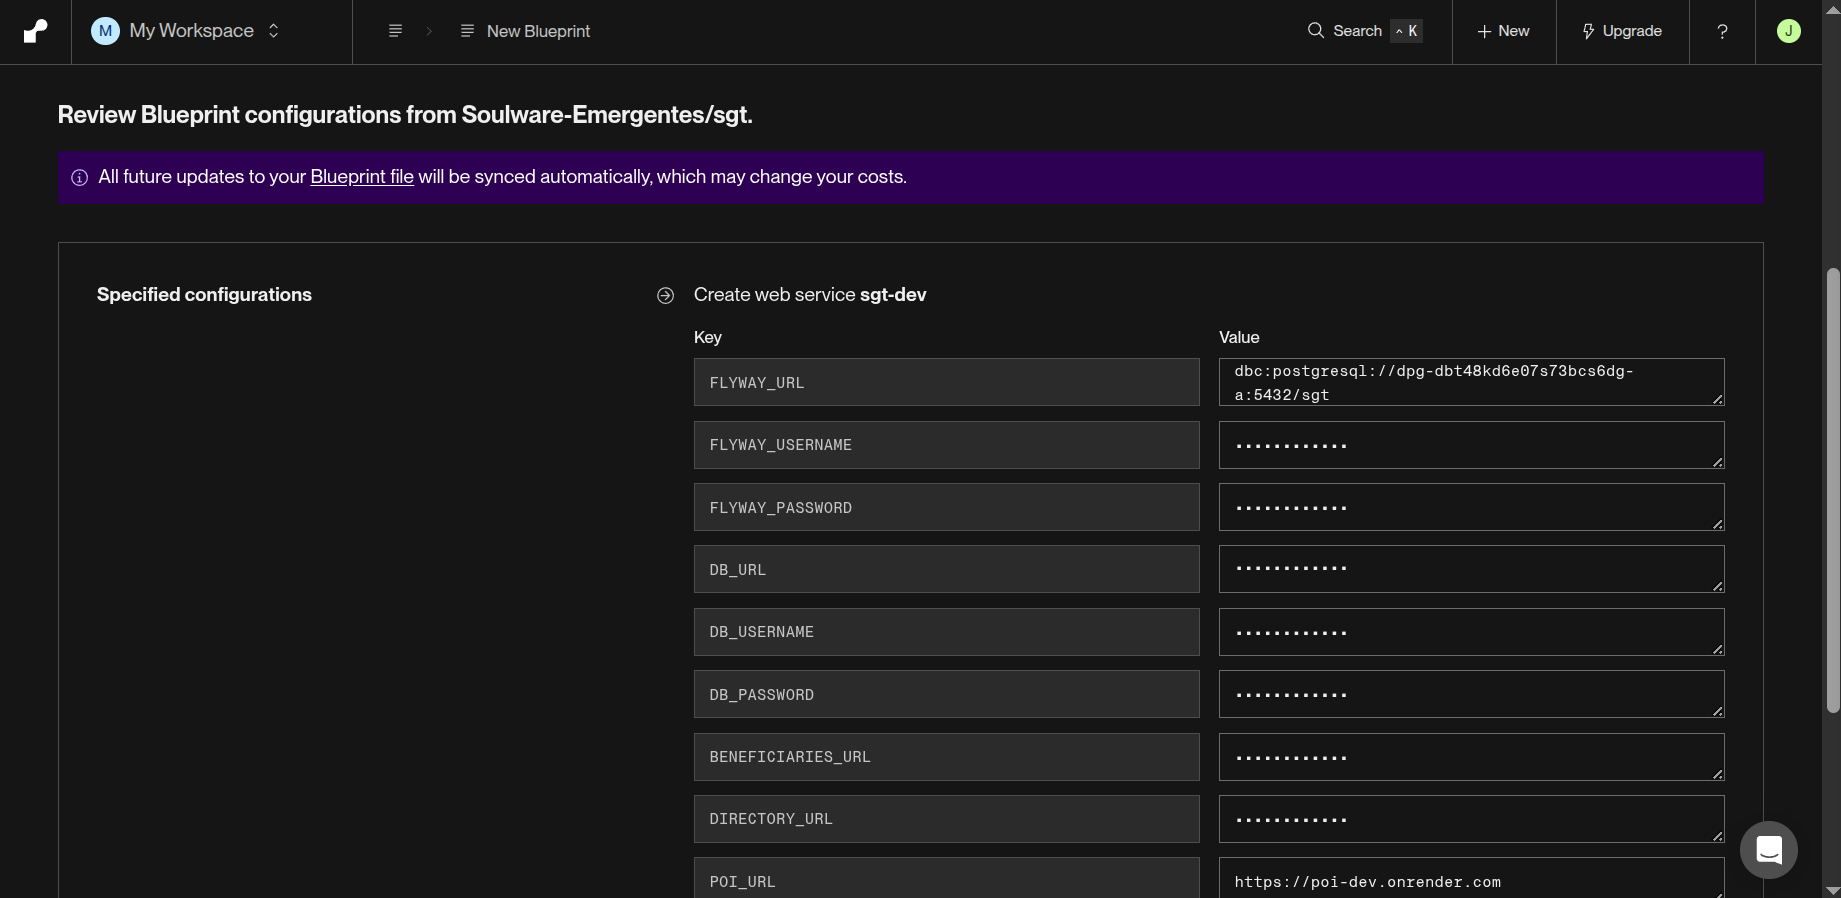 M My Workspace
New Blueprint
Search ^ K
+ New
Upgrade
?
J
Review Blueprint configurations from Soulware-Emergentes/sgt.
All future updates to your Blueprint file will be synced automatically, which may change your costs.
Specified configurations
Create web service sgt-dev
Key
Value
FLYWAY_URL
dbc:postgresql://dpg-dbt48kd6e07s73bcs6dg-
a:5432/sgt
FLYWAY_USERNAME
••••••••••••
FLYWAY_PASSWORD
••••••••••••
DB_URL
••••••••••••
DB_USERNAME
••••••••••••
DB_PASSWORD
••••••••••••
BENEFICIARIES_URL
••••••••••••
DIRECTORY_URL
••••••••••••
POI_URL
https://poi-dev.onrender.com